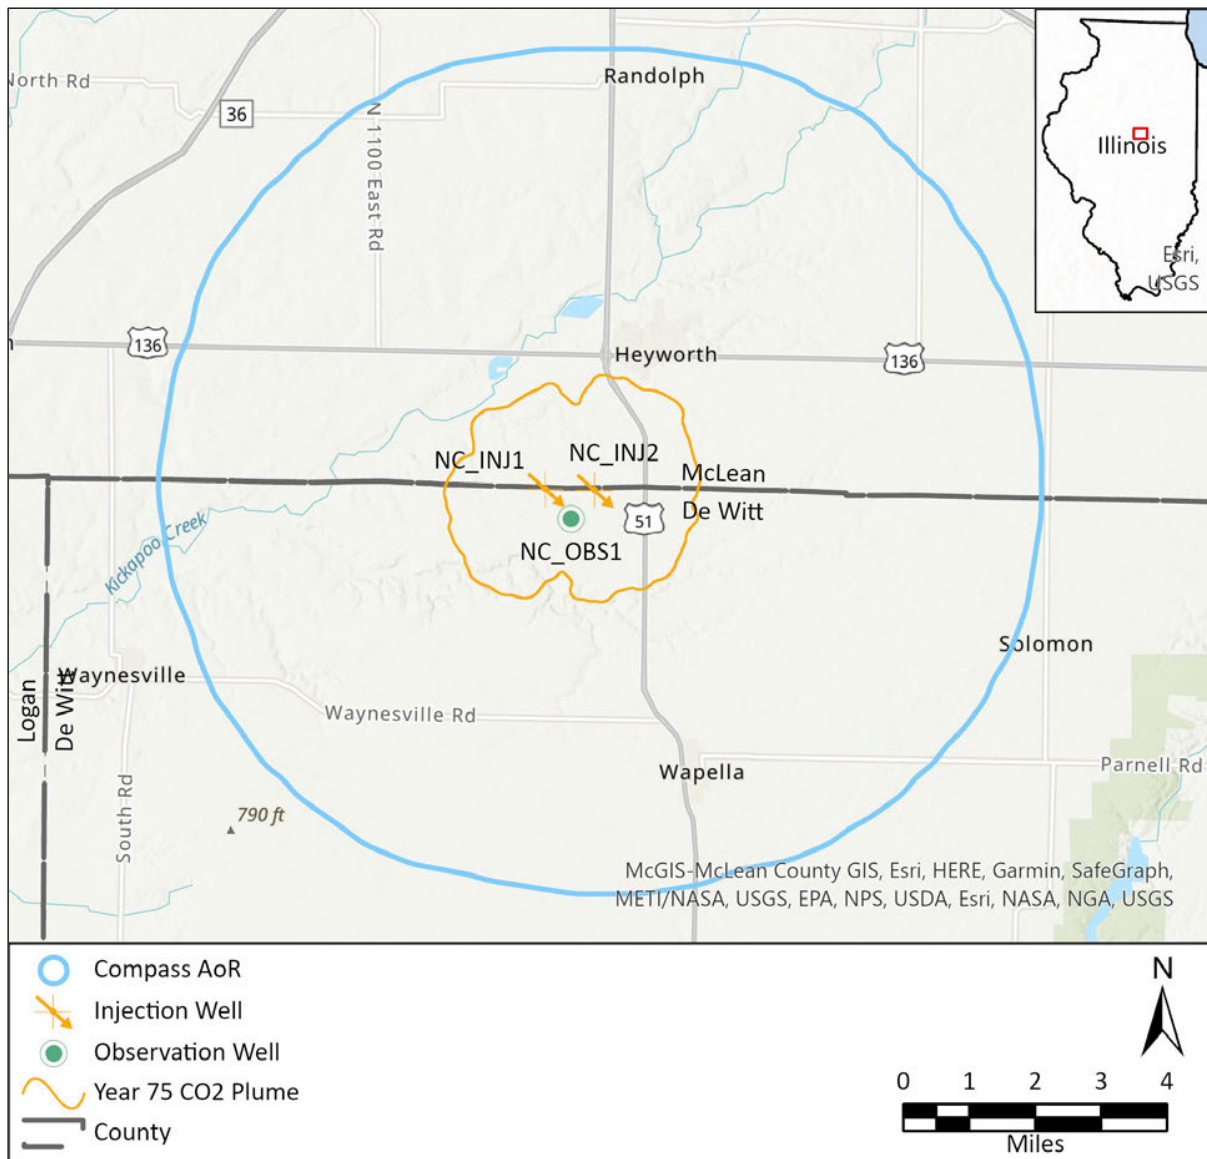 Randolph
North Rd
36
N 1100 East Rd
Illinois
Esri,
USGS
136
Heyworth
136
NC_INJ1
NC_INJ2
McLean
De Witt
51
NC_OBS1
Kickapoo Creek
Solomon
Waynesville
Logan
De Witt
Waynesville Rd
Wapella
Parnell Rd
South Rd
790 ft
McGIS-McLean County GIS, Esri, HERE, Garmin, SafeGraph,
METI/NASA, USGS, EPA, NPS, USDA, Esri, NASA, NGA, USGS
Compass AoR
Injection Well
Observation Well
Year 75 CO2 Plume
County
N
0 1 2 3 4
Miles